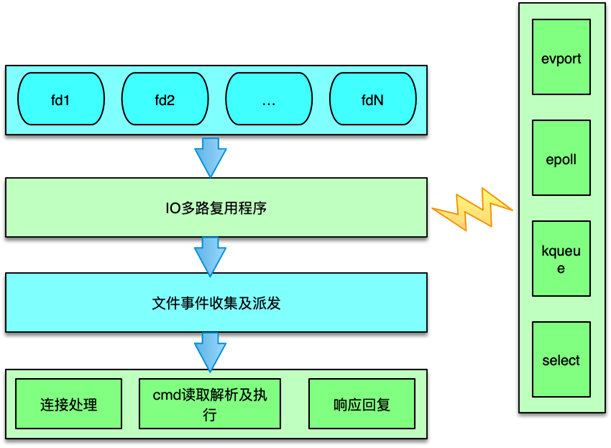 fd1
fd2
...
fdN
IO多路复用程序
文件事件收集及派发
连接处理
cmd读取解析及执
行
响应回复
evport
epoll
kqueu
e
select